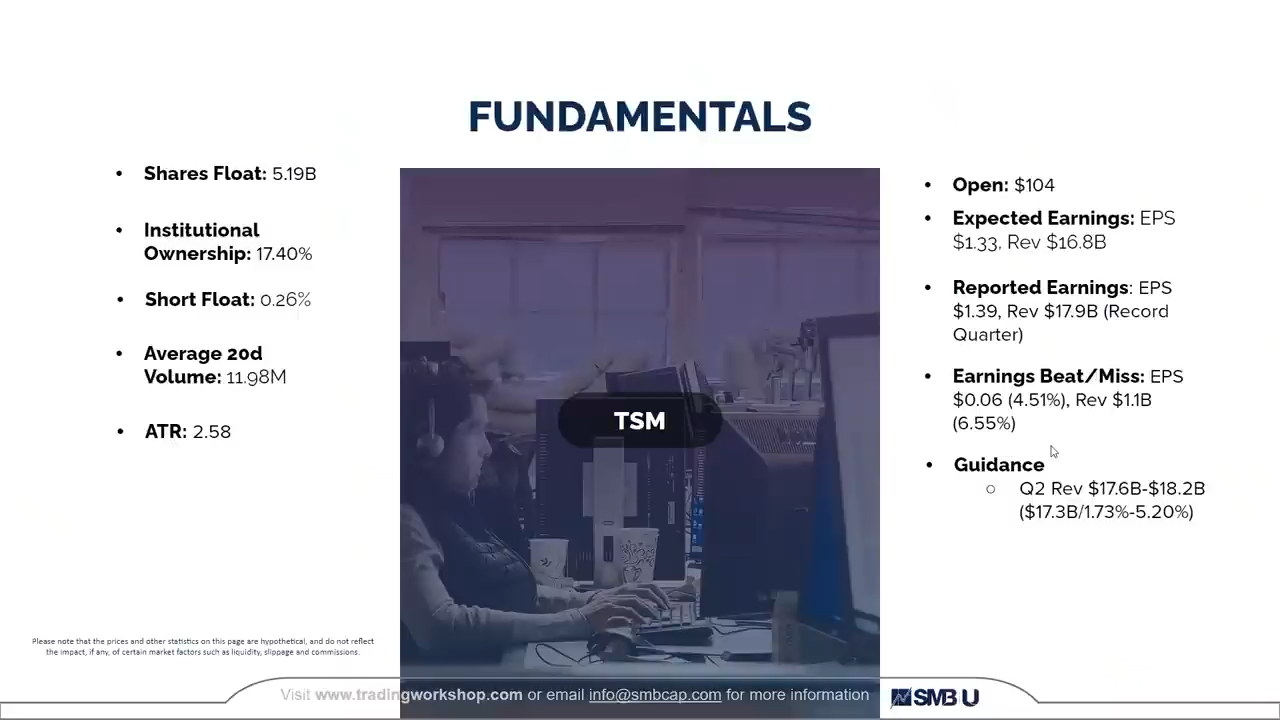 FUNDAMENTALS
• Shares Float: 5.19B
• Institutional
Ownership: 17.40%
• Short Float: 0.26%
• Average 20d
Volume: 11.98M
• ATR: 2.58
TSM
• Open: $104
• Expected Earnings: EPS
$1.33, Rev $16.8B
• Reported Earnings: EPS
$1.39, Rev $17.9B (Record
Quarter)
• Earnings Beat/Miss: EPS
$0.06 (4.51%), Rev $1.1B
(6.55%)
• Guidance
○ Q2 Rev $17.6B-$18.2B
($17.3B/1.73%-5.20%)
Please note that the prices and other statistics on this page are hypothetical, and do not reflect
the impact, if any, of certain market factors such as liquidity, slippage and commissions.
Visit www.tradingworkshop.com or email info@smbcap.com for more information
SMB U